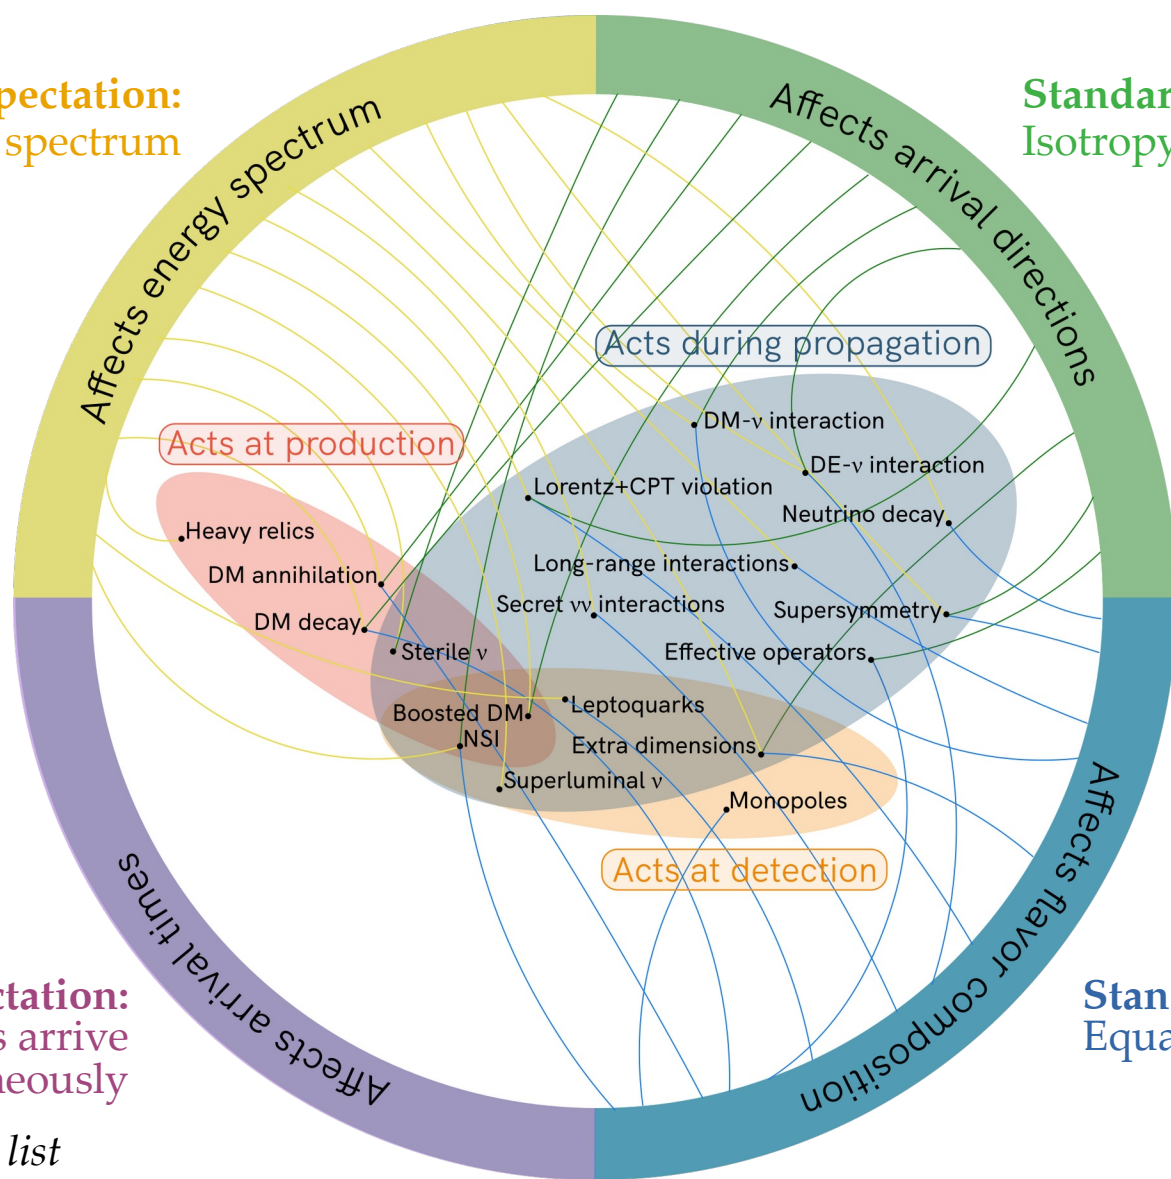 pectation:
spectrum
Standar
Isotropy
Affects energy spectrum
Affects arrival directions
Acts during propagation
Acts at production
DM-ν interaction
DE-ν interaction
Lorentz+CPT violation
Neutrino decay
Heavy relics
Long-range interactions
DM annihilation
Secret νν interactions
Supersymmetry
DM decay
Sterile ν
Effective operators
Leptoquarks
Boosted DM
NSI
Extra dimensions
Superluminal ν
Monopoles
Acts at detection
Affects arrival times
Affects flavor composition
ctation:
s arrive
neously
list
Stan
Equa